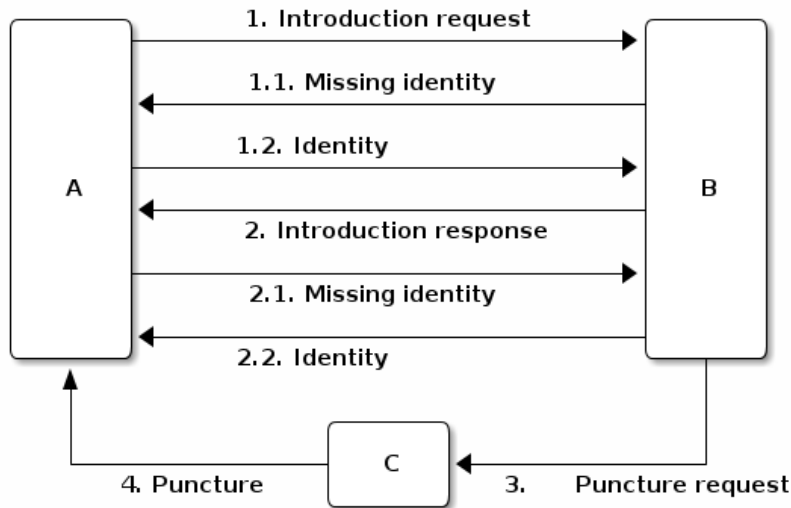 1. Introduction request
1.1. Missing identity
1.2. Identity
A
B
2. Introduction response
2.1. Missing identity
2.2. Identity
C
4. Puncture
3. Puncture request